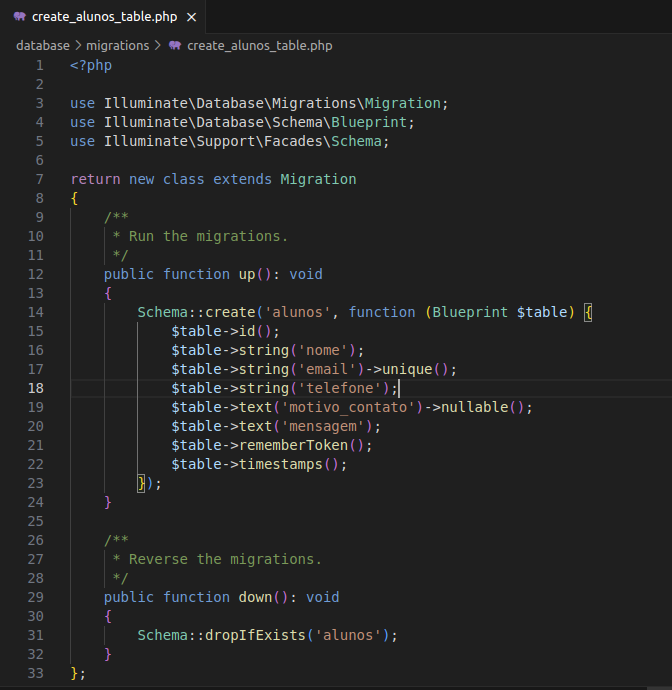 create_alunos_table.php ×
database > migrations > create_alunos_table.php
1 <?php
2
3 use Illuminate\Database\Migrations\Migration;
4 use Illuminate\Database\Schema\Blueprint;
5 use Illuminate\Support\Facades\Schema;
6
7 return new class extends Migration
8 {
9     /**
10      * Run the migrations.
11      */
12     public function up(): void
13     {
14         Schema::create('alunos', function (Blueprint $table) {
15             $table->id();
16             $table->string('nome');
17             $table->string('email')->unique();
18             $table->string('telefone');
19             $table->text('motivo_contato')->nullable();
20             $table->text('mensagem');
21             $table->rememberToken();
22             $table->timestamps();
23         });
24     }
25
26     /**
27      * Reverse the migrations.
28      */
29     public function down(): void
30     {
31         Schema::dropIfExists('alunos');
32     }
33 };